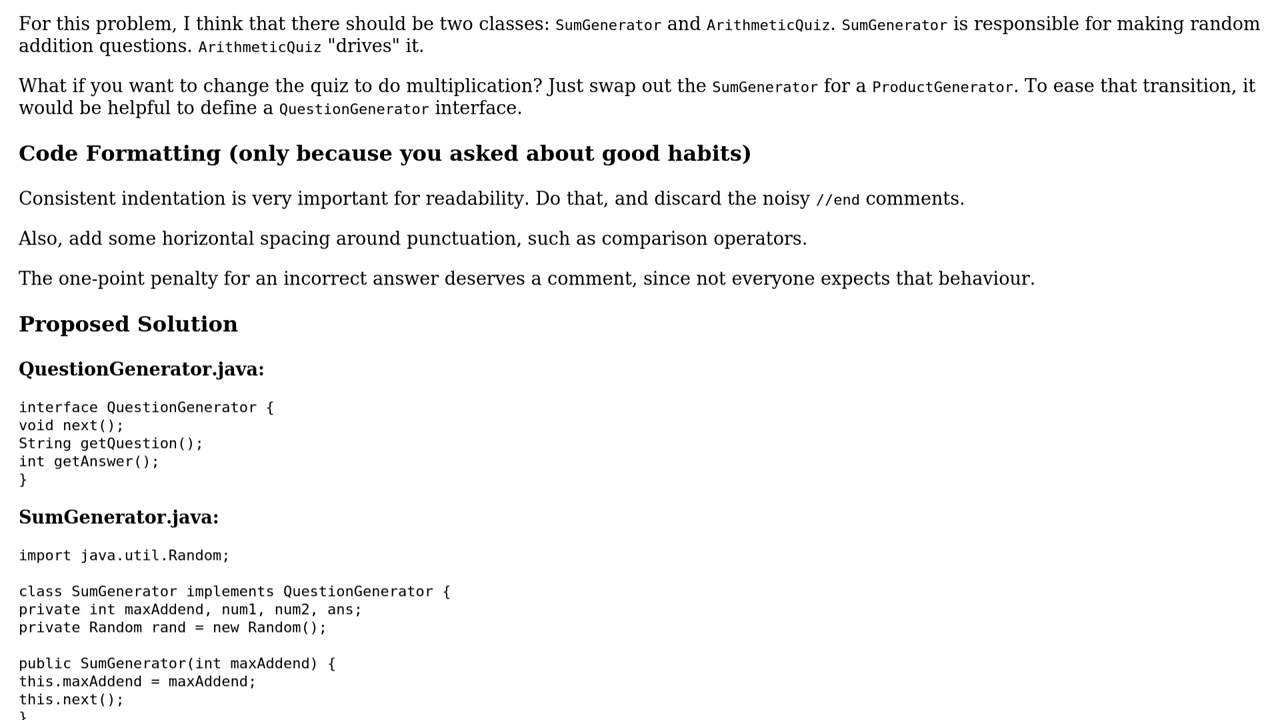 For this problem, I think that there should be two classes: SumGenerator and ArithmeticQuiz. SumGenerator is responsible for making random
addition questions. ArithmeticQuiz "drives" it.
What if you want to change the quiz to do multiplication? Just swap out the SumGenerator for a ProductGenerator. To ease that transition, it
would be helpful to define a QuestionGenerator interface.
Code Formatting (only because you asked about good habits)
Consistent indentation is very important for readability. Do that, and discard the noisy //end comments.
Also, add some horizontal spacing around punctuation, such as comparison operators.
The one-point penalty for an incorrect answer deserves a comment, since not everyone expects that behaviour.
Proposed Solution
QuestionGenerator.java:
interface QuestionGenerator {
void next();
String getQuestion();
int getAnswer();
}
SumGenerator.java:
import java.util.Random;
class SumGenerator implements QuestionGenerator {
private int maxAddend, num1, num2, ans;
private Random rand = new Random();
public SumGenerator(int maxAddend) {
this.maxAddend = maxAddend;
this.next();
}